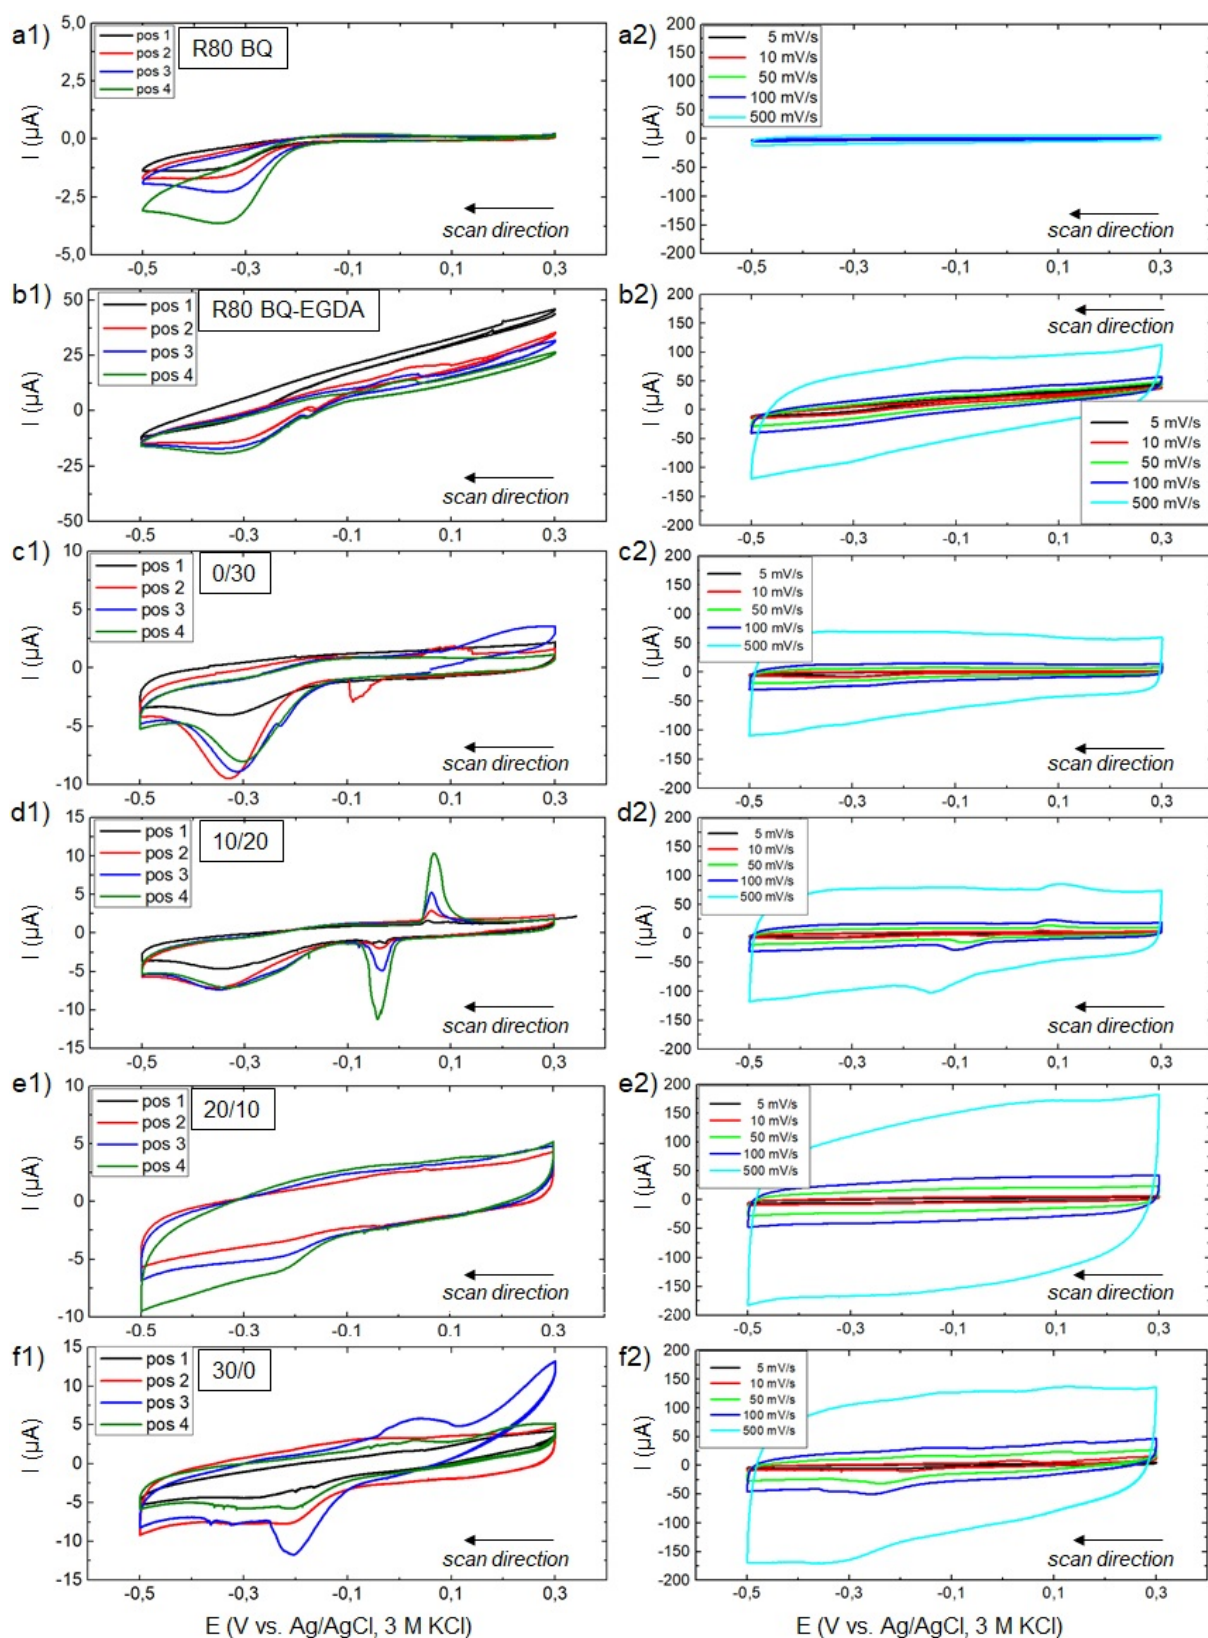 a1)
R80 BQ
pos 1
pos 2
pos 3
pos 4
5,0
2,5
0,0
-2,5
-5,0
I (µA)
scan direction
-0,5 -0,3 -0,1 0,1 0,3
a2)
5 mV/s
10 mV/s
50 mV/s
100 mV/s
500 mV/s
200
150
100
50
0
-50
-100
-150
-200
I (µA)
scan direction
-0,5 -0,3 -0,1 0,1 0,3
b1)
R80 BQ-EGDA
pos 1
pos 2
pos 3
pos 4
50
25
0
-25
-50
I (µA)
scan direction
-0,5 -0,3 -0,1 0,1 0,3
b2)
scan direction
5 mV/s
10 mV/s
50 mV/s
100 mV/s
500 mV/s
200
150
100
50
0
-50
-100
-150
-200
I (µA)
-0,5 -0,3 -0,1 0,1 0,3
c1)
0/30
pos 1
pos 2
pos 3
pos 4
10
5
0
-5
-10
I (µA)
scan direction
-0,5 -0,3 -0,1 0,1 0,3
c2)
5 mV/s
10 mV/s
50 mV/s
100 mV/s
500 mV/s
200
150
100
50
0
-50
-100
-150
-200
I (µA)
scan direction
-0,5 -0,3 -0,1 0,1 0,3
d1)
10/20
pos 1
pos 2
pos 3
pos 4
15
10
5
0
-5
-10
-15
I (µA)
scan direction
-0,5 -0,3 -0,1 0,1 0,3
d2)
5 mV/s
10 mV/s
50 mV/s
100 mV/s
500 mV/s
200
150
100
50
0
-50
-100
-150
-200
I (µA)
scan direction
-0,5 -0,3 -0,1 0,1 0,3
e1)
20/10
pos 1
pos 2
pos 3
pos 4
10
5
0
-5
-10
I (µA)
scan direction
-0,5 -0,3 -0,1 0,1 0,3
e2)
5 mV/s
10 mV/s
50 mV/s
100 mV/s
500 mV/s
200
150
100
50
0
-50
-100
-150
-200
I (µA)
scan direction
-0,5 -0,3 -0,1 0,1 0,3
f1)
30/0
pos 1
pos 2
pos 3
pos 4
15
10
5
0
-5
-10
-15
I (µA)
scan direction
-0,5 -0,3 -0,1 0,1 0,3
E (V vs. Ag/AgCl, 3 M KCl)
f2)
5 mV/s
10 mV/s
50 mV/s
100 mV/s
500 mV/s
200
150
100
50
0
-50
-100
-150
-200
I (µA)
scan direction
-0,5 -0,3 -0,1 0,1 0,3
E (V vs. Ag/AgCl, 3 M KCl)